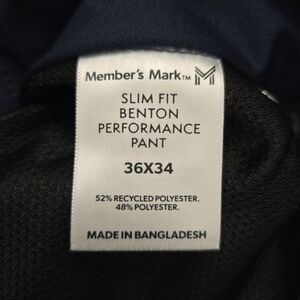 Member's Mark™ M
SLIM FIT
BENTON
PERFORMANCE
PANT
36X34
52% RECYCLED POLYESTER.
48% POLYESTER.
MADE IN BANGLADESH